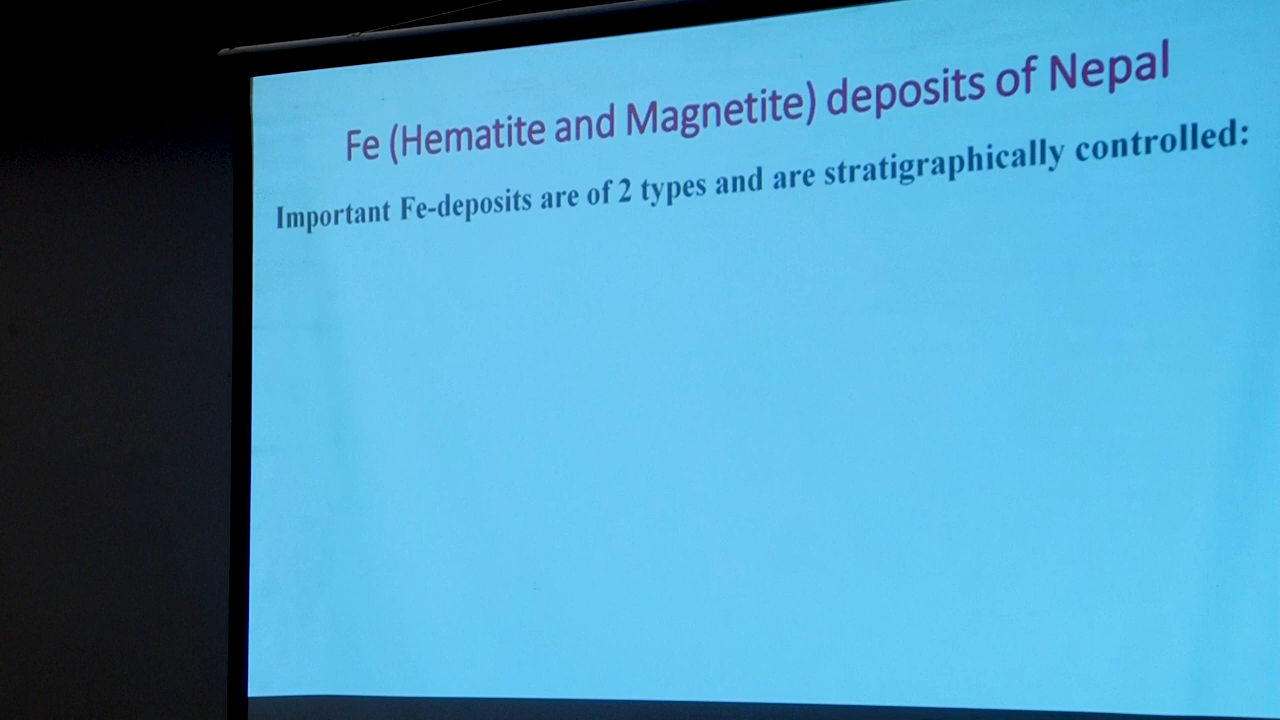 Fe (Hematite and Magnetite) deposits of Nepal
Important Fe-deposits are of 2 types and are stratigraphically controlled: